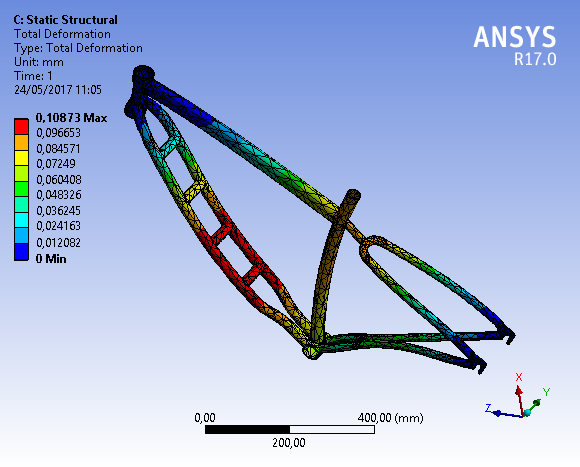 C: Static Structural
Total Deformation
Type: Total Deformation
Unit: mm
Time: 1
24/05/2017 11:05
0,10873 Max
0,096653
0,084571
0,07249
0,060408
0,048326
0,036245
0,024163
0,012082
0 Min
ANSYS
R17.0
0,00
400,00 (mm)
200,00
X
Y
Z